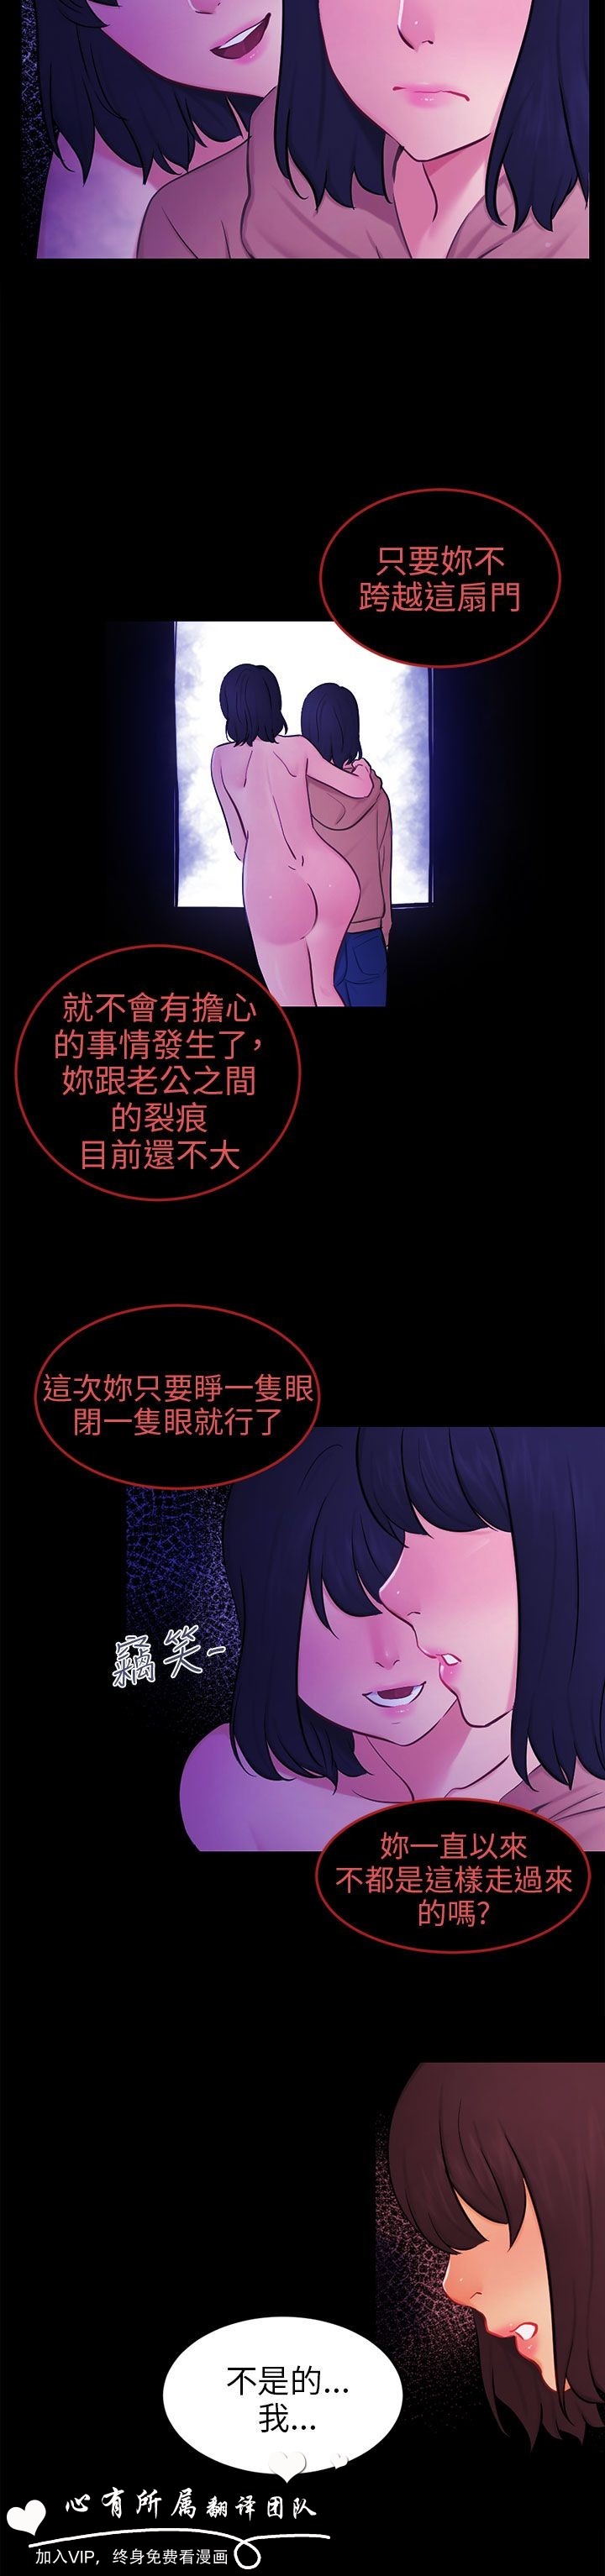 只要妳不
跨越這扇門
就不會有擔心
的事情發生了,
妳跟老公之間
的裂痕
目前還不大
這次妳只要睜一隻眼
閉一隻眼就行了
竊笑~
妳一直以來
不都是這樣走過來
的嗎?
不是的...
我...
心有所属翻译团队
加入VIP，终身免费看漫画